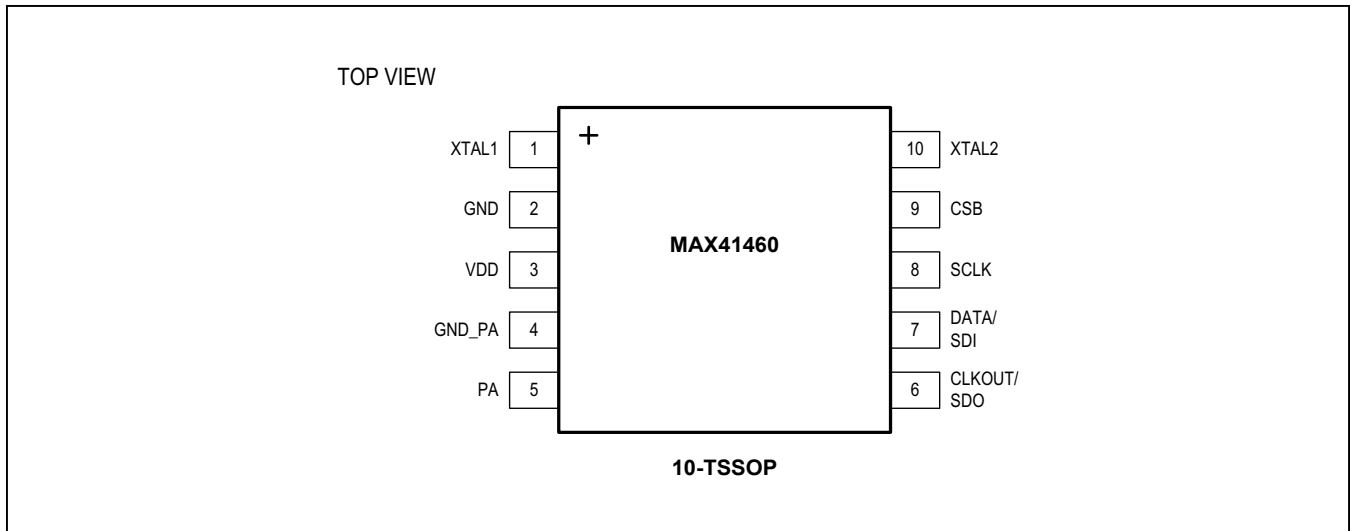 TOP VIEW
XTAL1 1
GND 2
VDD 3
GND_PA 4
PA 5
+
MAX41460
10 XTAL2
9 CSB
8 SCLK
7 DATA/
SDI
6 CLKOUT/
SDO
10-TSSOP